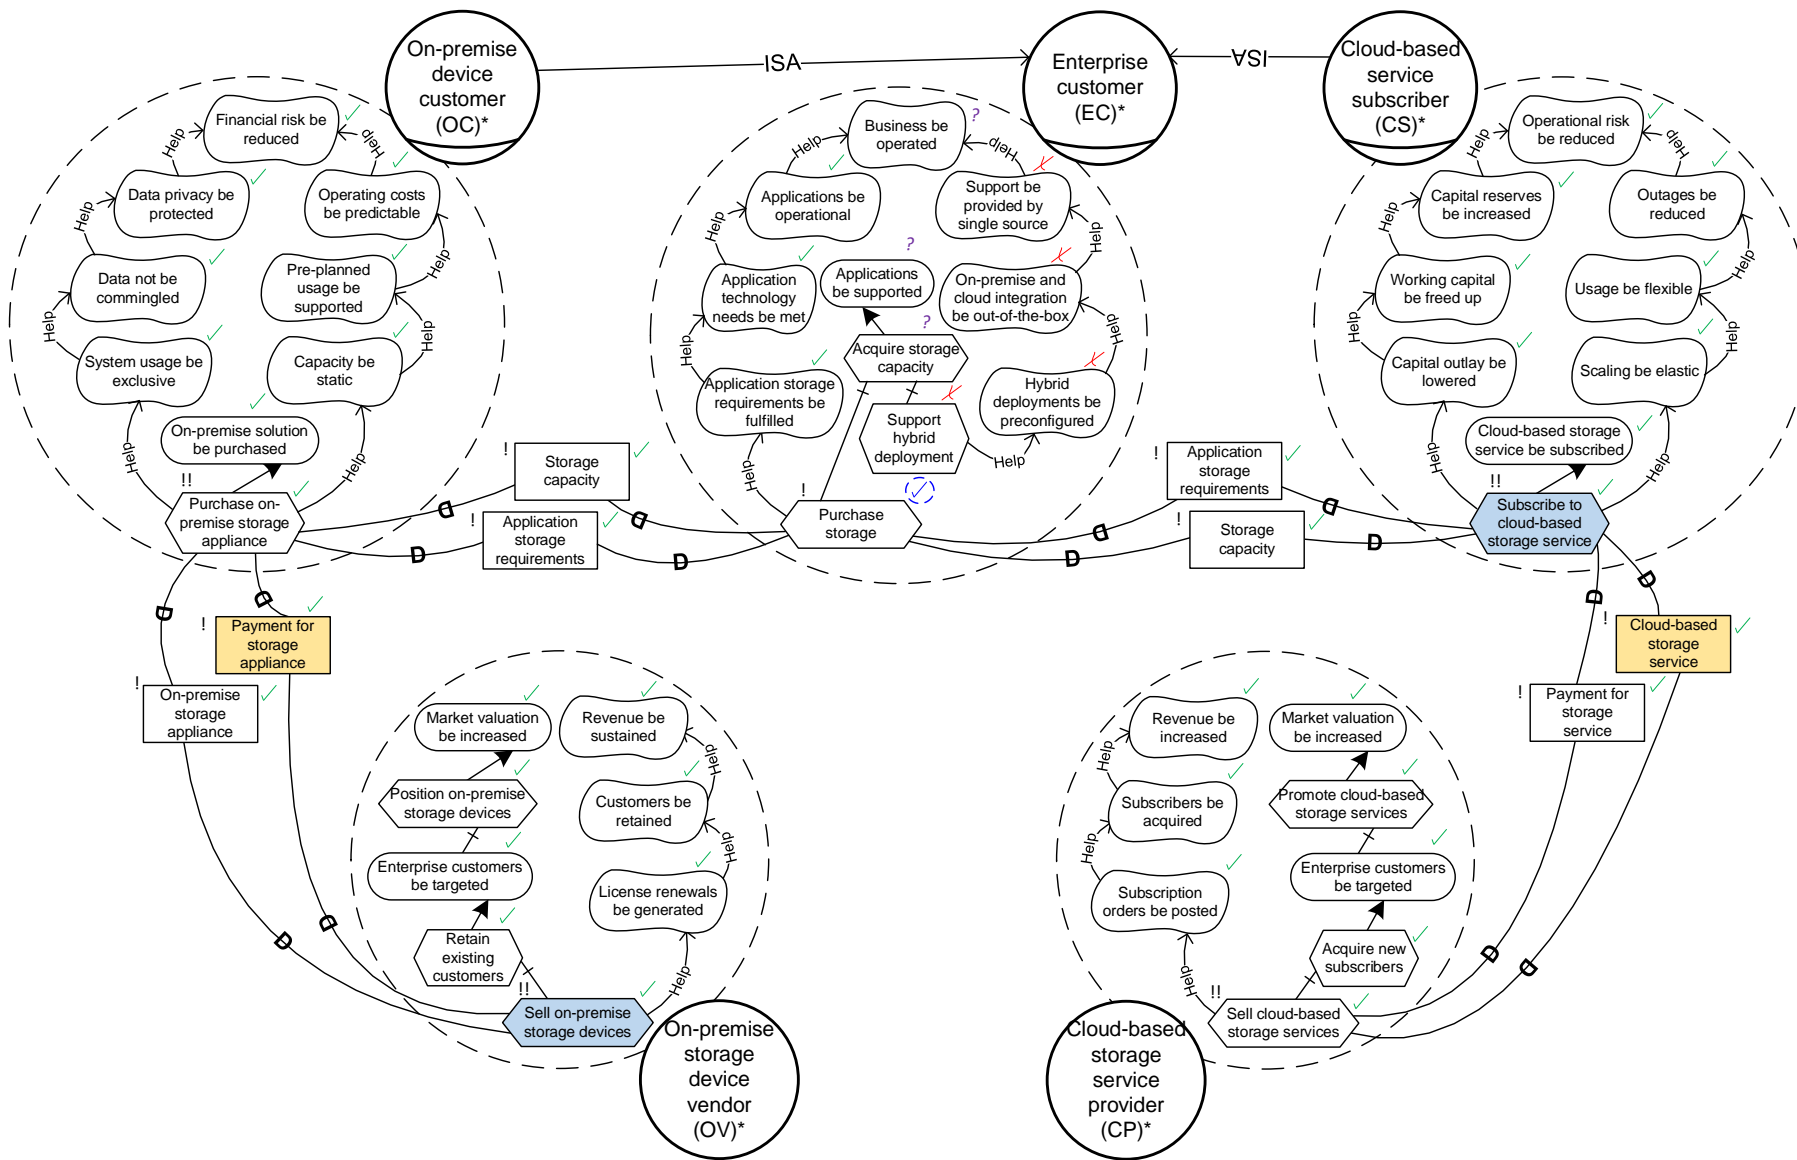 On-premise
device
customer
(OC)*
ISA
Enterprise
customer
(EC)*
ISA
Cloud-based
service
subscriber
(CS)*
Financial risk be
reduced
Help
Help
Data privacy be
protected
Operating costs
be predictable
Help
Help
Data not be
commingled
Pre-planned
usage be
supported
Help
Help
System usage be
exclusive
Capacity be
static
On-premise solution
be purchased
Help
Help
!!
Purchase on-
premise storage
appliance
Business be
operated
?
Help
Help
Applications be
operational
Support be
provided by
single source
Help
Help
?
Applications
be supported
Application
technology
needs be met
On-premise and
cloud integration
be out-of-the-box
?
Acquire storage
capacity
Help
Help
Application storage
requirements be
fulfilled
Hybrid
deployments be
preconfigured
Support
hybrid
deployment
Help
Help
!
Purchase
storage
Operational risk
be reduced
Help
Help
Capital reserves
be increased
Outages be
reduced
Help
Help
Working capital
be freed up
Usage be flexible
Help
Help
Capital outlay be
lowered
Scaling be elastic
Cloud-based storage
service be subscribed
Help
Help
!!
Subscribe to
cloud-based
storage service
!
Storage
capacity
D
D
!
Application
storage
requirements
D
D
!
Application
storage
requirements
D
D
!
Storage
capacity
D
D
D
D
!
Payment for
storage
appliance
!
On-premise
storage
appliance
D
D
D
D
!
Cloud-based
storage
service
!
Payment for
storage
service
D
D
Market valuation
be increased
Revenue be
sustained
Help
Position on-premise
storage devices
Customers be
retained
Help
Enterprise customers
be targeted
License renewals
be generated
Retain
existing
customers
Help
!!
Sell on-premise
storage devices
On-premise
storage
device
vendor
(OV)*
Revenue be
increased
Market valuation
be increased
Help
Subscribers be
acquired
Promote cloud-based
storage services
Help
Enterprise customers
be targeted
Subscription
orders be posted
Acquire new
subscribers
Help
!!
Sell cloud-based
storage services
Cloud-based
storage
service
provider
(CP)*